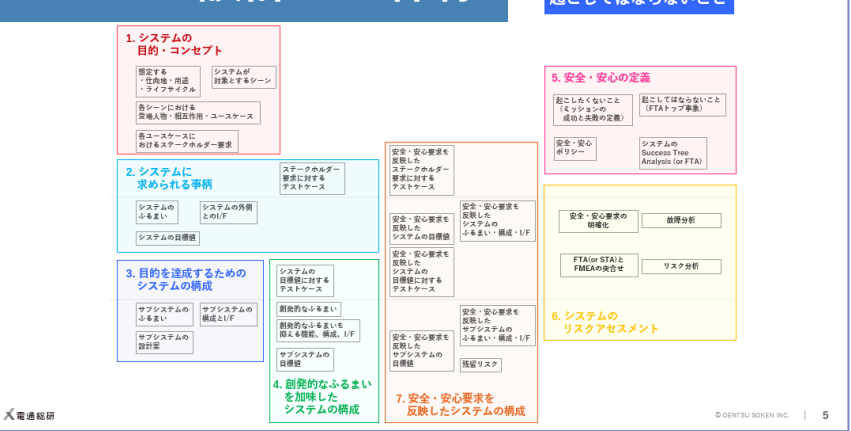 起こしてはならないこと
1. システムの
目的・コンセプト
想定する
・仕向地・用途
・ライフサイクル
システムが
対象とするシーン
各シーンにおける
登場人物・相互作用・ユースケース
各ユースケースに
おけるステークホルダー要求
2. システムに
求められる事柄
ステークホルダー
要求に対する
テストケース
システムの
ふるまい
システムの外側
とのI/F
システムの目標値
3. 目的を達成するための
システムの構成
サブシステムの
ふるまい
サブシステムの
構成とI/F
サブシステムの
設計案
システムの
目標値に対する
テストケース
創発的なふるまい
創発的なふるまいを
抑える機能、構成、I/F
サブシステムの
目標値
4. 創発的なふるまい
を加味した
システムの構成
安全・安心要求を
反映した
ステークホルダー
要求に対する
テストケース
安全・安心要求を
反映した
システムの目標値
安全・安心要求を
反映した
システムの
ふるまい・構成・I/F
安全・安心要求を
反映した
システムの
目標値に対する
テストケース
安全・安心要求を
反映した
サブシステムの
ふるまい・構成・I/F
安全・安心要求を
反映した
サブシステムの
目標値
残留リスク
7. 安全・安心要求を
反映したシステムの構成
5. 安全・安心の定義
起こしたくないこと
（ミッションの
成功と失敗の定義）
起こしてはならないこと
（FTAトップ事象）
安全・安心
ポリシー
システムの
Success Tree
Analysis (or FTA)
安全・安心要求の
明確化
故障分析
FTA(or STA)と
FMEAの突合せ
リスク分析
6. システムの
リスクアセスメント
電通総研
© DENTSU SOKEN INC.
5